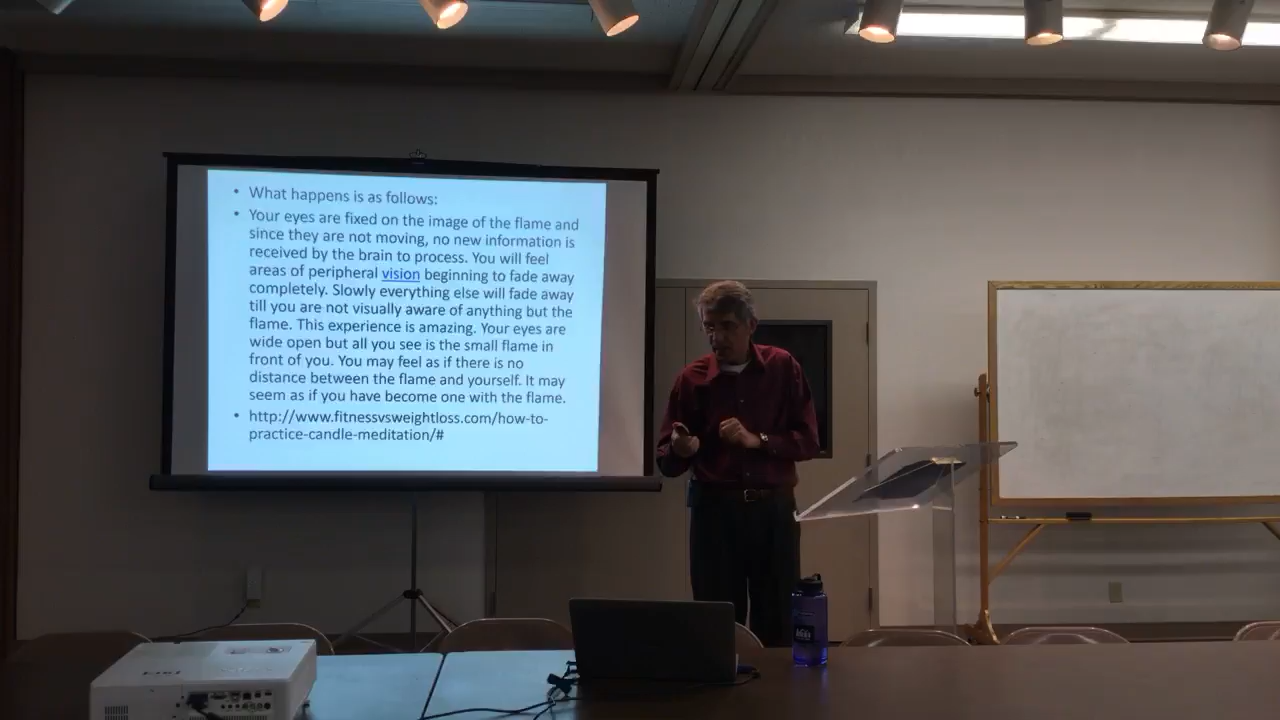 • What happens is as follows:
• Your eyes are fixed on the image of the flame and
since they are not moving, no new information is
received by the brain to process. You will feel
areas of peripheral vision beginning to fade away
completely. Slowly everything else will fade away
till you are not visually aware of anything but the
flame. This experience is amazing. Your eyes are
wide open but all you see is the small flame in
front of you. You may feel as if there is no
distance between the flame and yourself. It may
seem as if you have become one with the flame.
• http://www.fitnessvsweightloss.com/how-to-
practice-candle-meditation/#